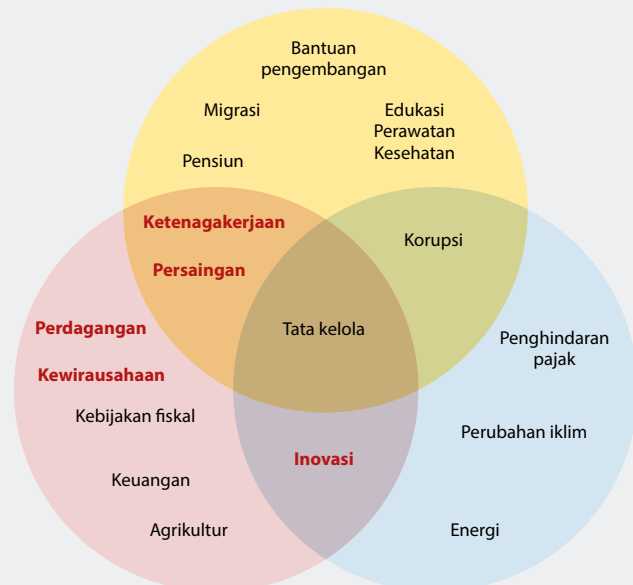 Bantuan
pengembangan
Migrasi
Edukasi
Perawatan
Kesehatan
Pensiun
Ketenagakerjaan
Persaingan
Korupsi
Perdagangan
Tata kelola
Penghindaran
pajak
Kewirausahaan
Kebijakan fiskal
Perubahan iklim
Inovasi
Keuangan
Agrikultur
Energi